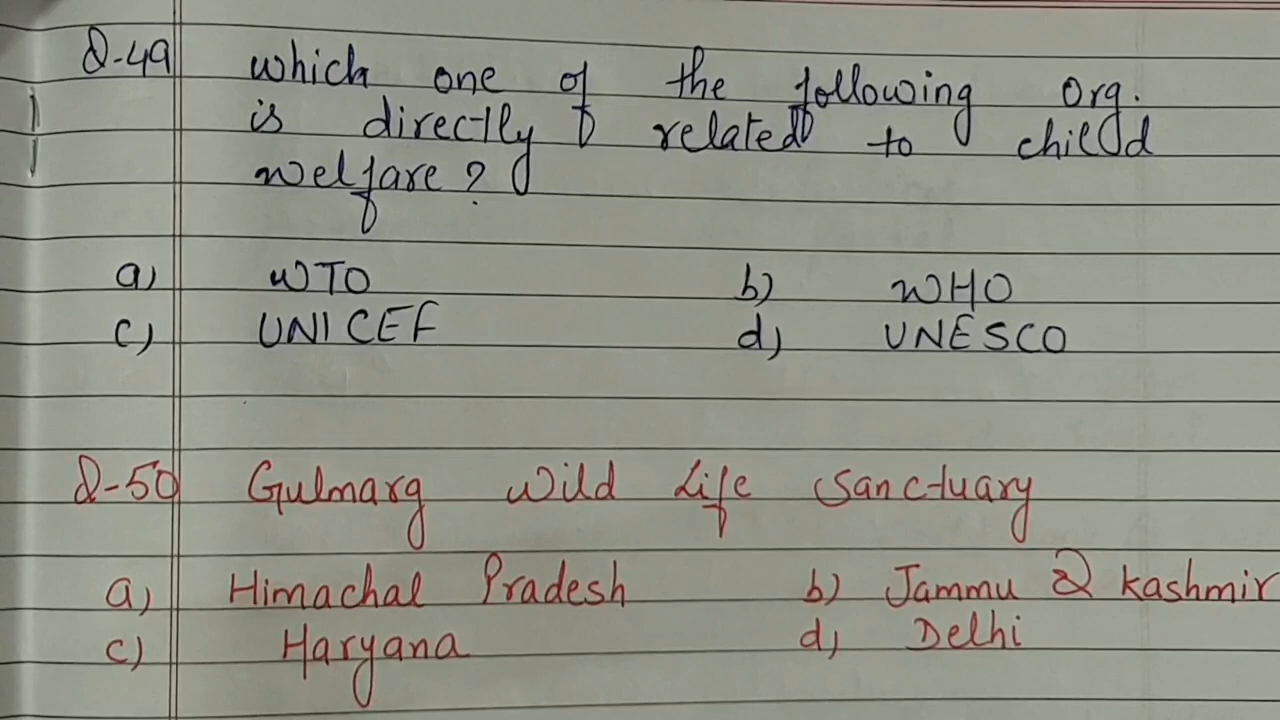 Q-49 which one of the following org.
is directly related to child
welfare ?
a) WTO b) WHO
c) UNICEF d) UNESCO
Q-50 Gulmarg Wild Life Sanctuary
a) Himachal Pradesh b) Jammu & Kashmir
c) Haryana d) Delhi